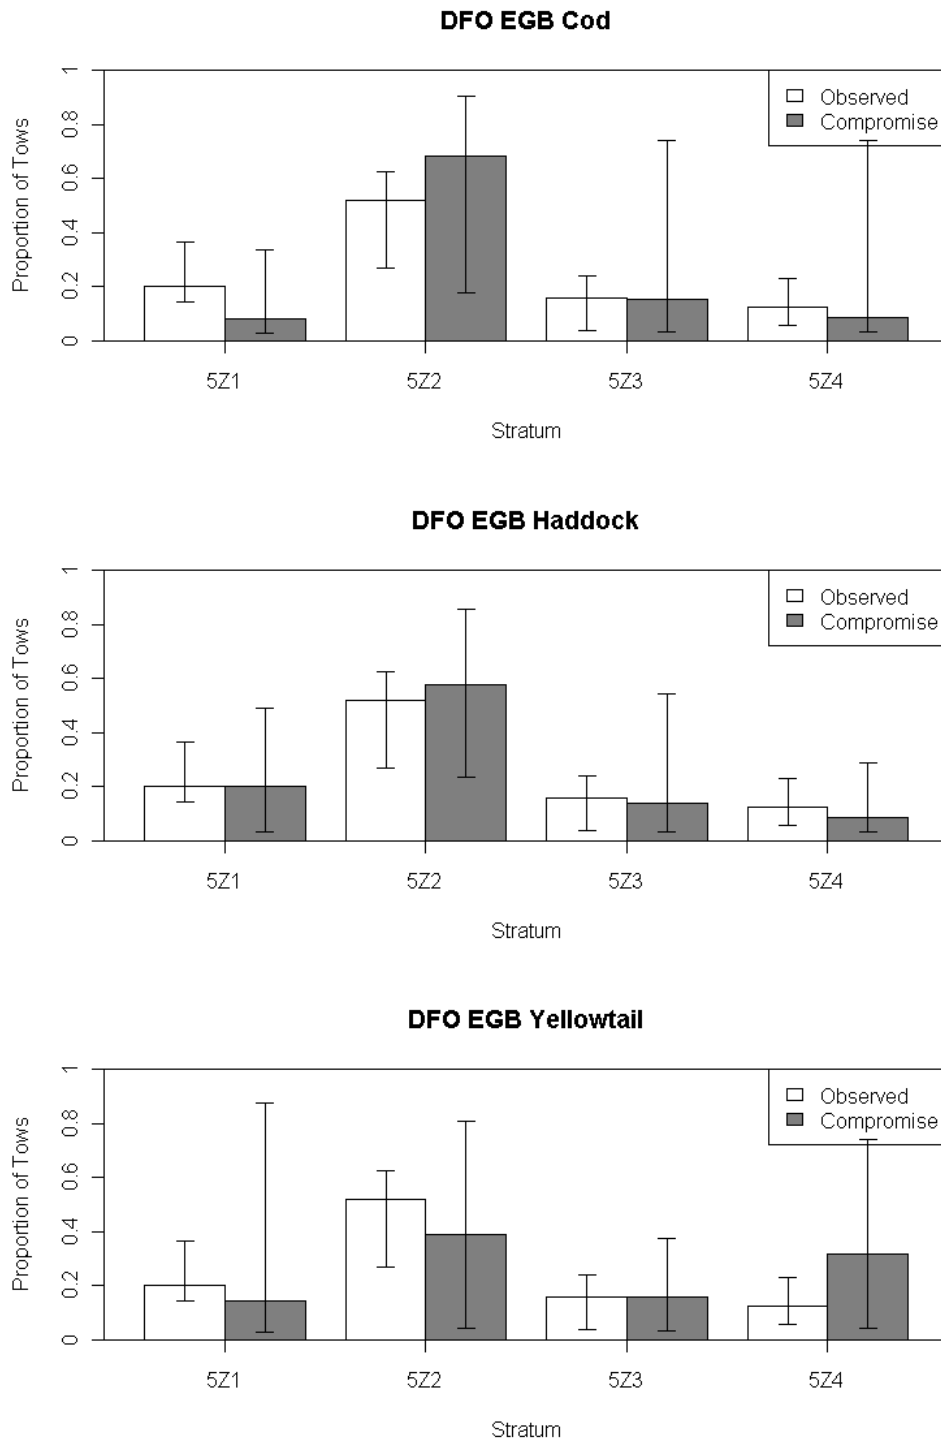 DFO EGB Cod
Proportion of Tows
1
0.8
0.6
0.4
0.2
0
Observed
Compromise
5Z1 5Z2 5Z3 5Z4
Stratum
DFO EGB Haddock
Proportion of Tows
1
0.8
0.6
0.4
0.2
0
Observed
Compromise
5Z1 5Z2 5Z3 5Z4
Stratum
DFO EGB Yellowtail
Proportion of Tows
1
0.8
0.6
0.4
0.2
0
Observed
Compromise
5Z1 5Z2 5Z3 5Z4
Stratum